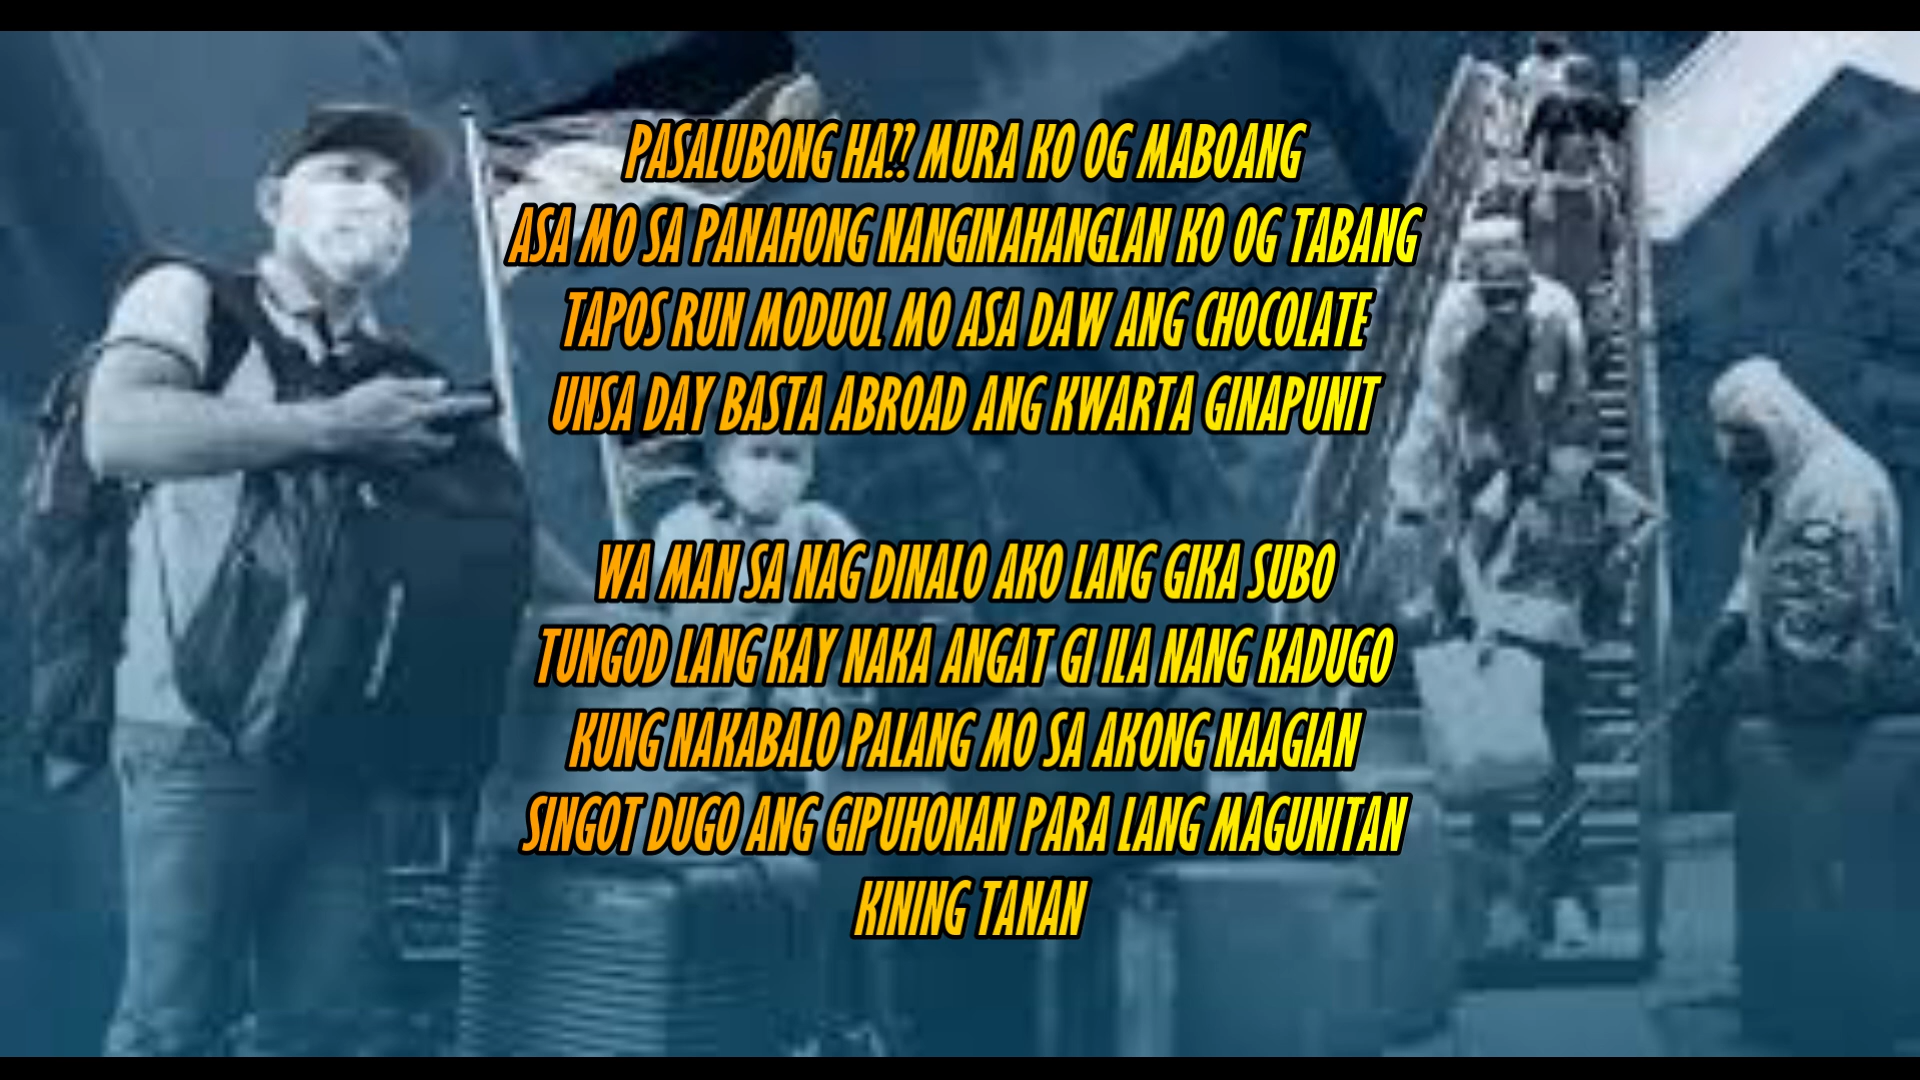 PASALUBONG HA?? MURA KO OG MABOANG
ASA MO SA PANAHONG NANGINAHANGLAN KO OG TABANG
TAPOS RUN MODUOL MO ASA DAW ANG CHOCOLATE
UNSA DAY BASTA ABROAD ANG KWARTA GINAPUNIT
WA MAN SA NAG DINALO AKO LANG GIKA SUBO
TUNGOD LANG KAY NAKA ANGAT GI ILA NANG KADUGO
KUNG NAKABALO PALANG MO SA AKONG NAAGIAN
SINGOT DUGO ANG GIPUHONAN PARA LANG MAGUNITAN
KINING TANAN